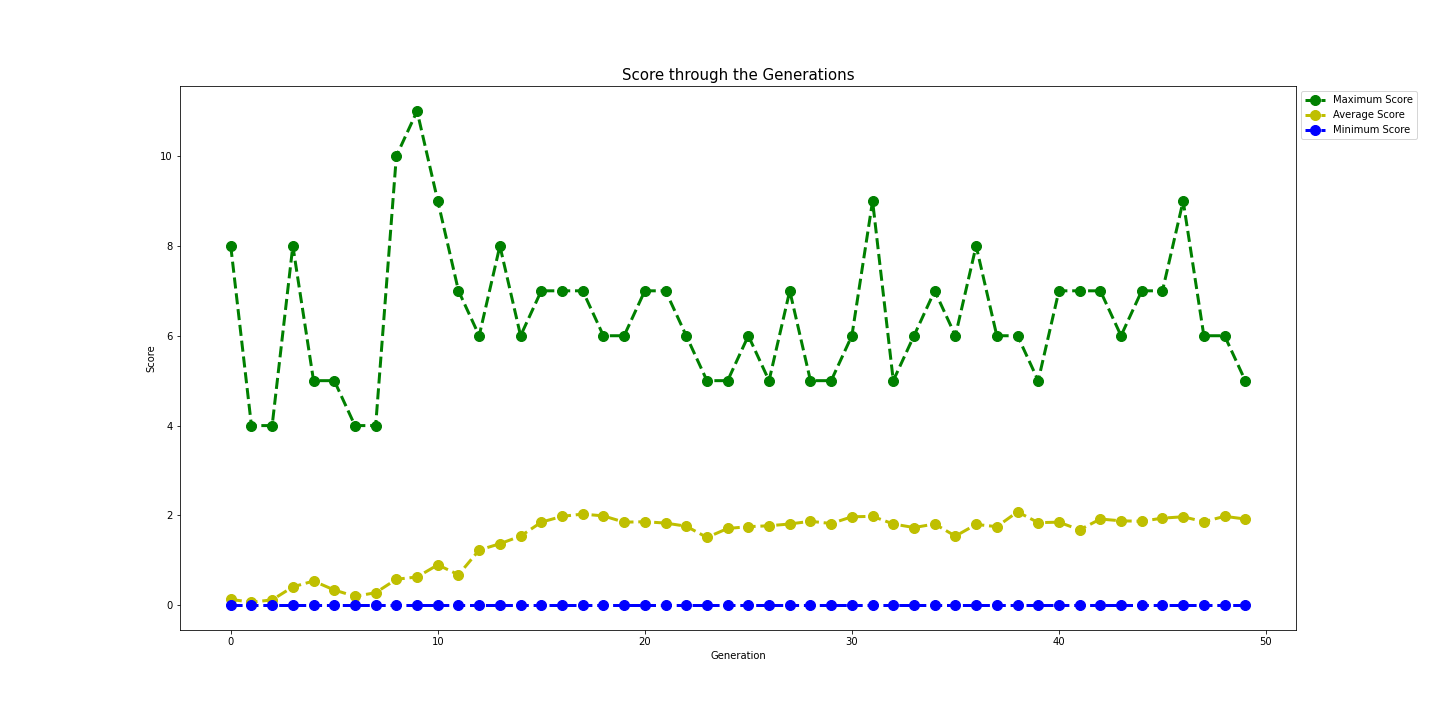 Score through the Generations
Maximum Score
Average Score
Minimum Score
10
8
6
4
2
0
Score
0 10 20 30 40 50
Generation